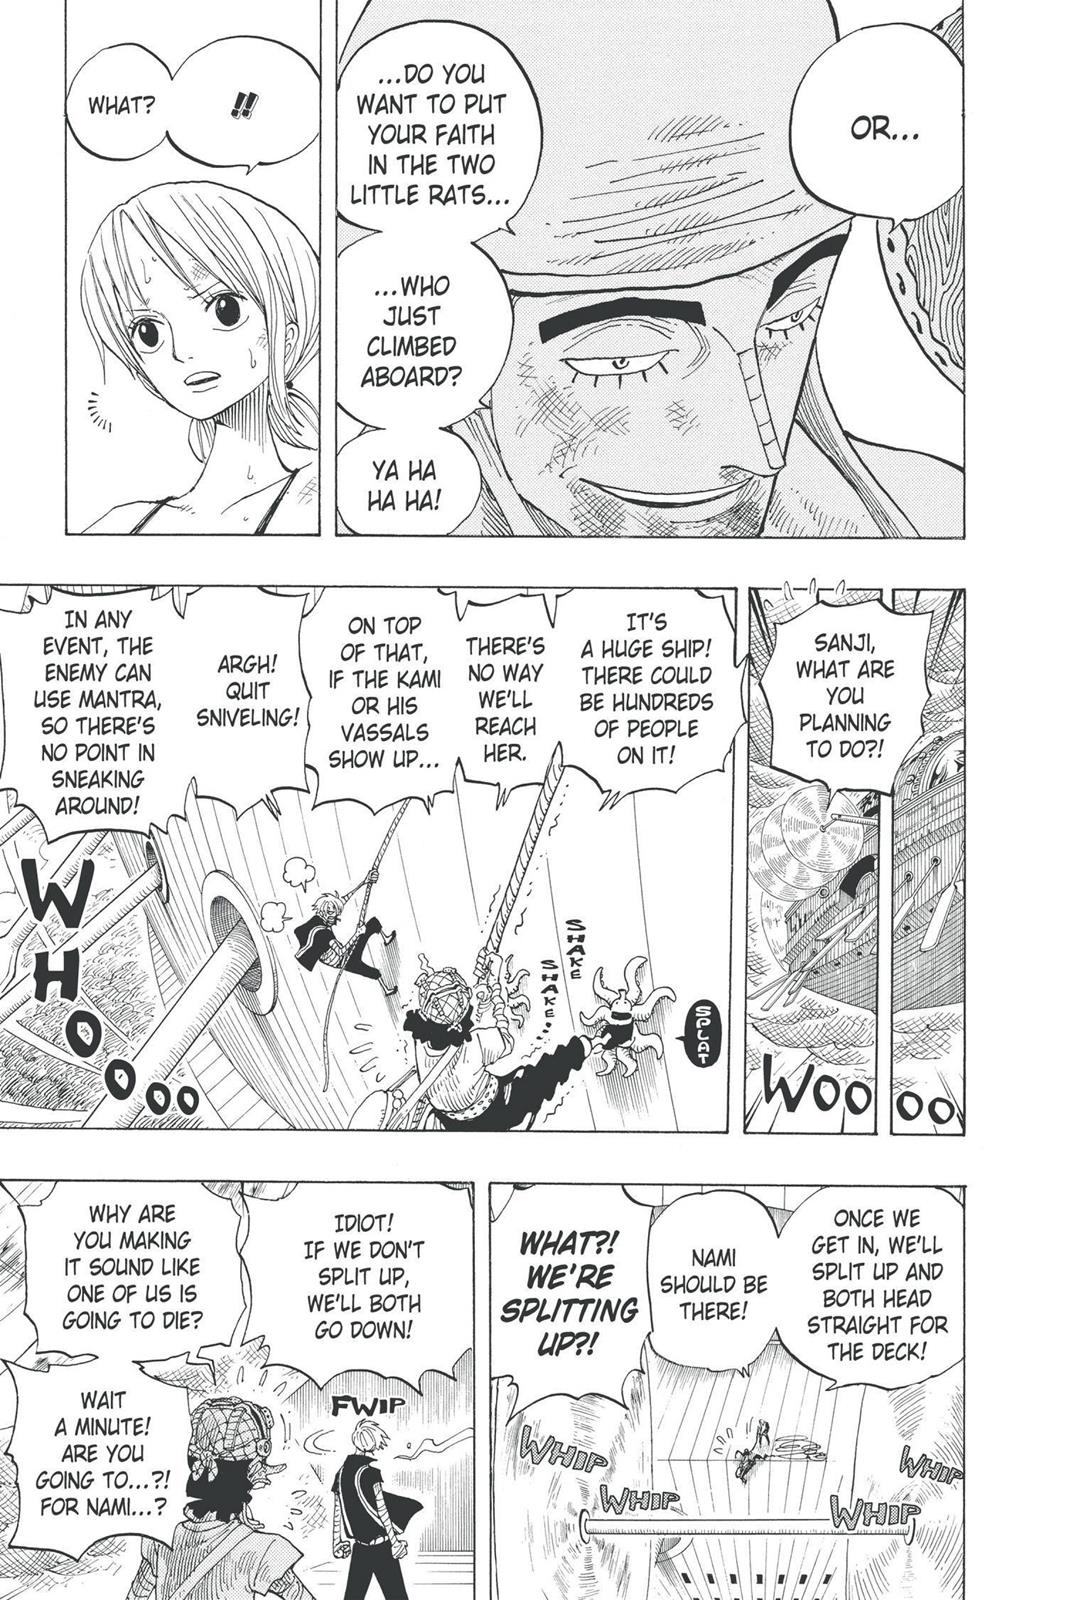 OR...
...DO YOU
WANT TO PUT
YOUR FAITH
IN THE TWO
LITTLE RATS...
...WHO
JUST
CLIMBED
ABOARD?
YA HA
HA HA!
!!
WHAT?
SANJI,
WHAT ARE
YOU
PLANNING
TO DO?!
WOOOO
IT'S
A HUGE SHIP!
THERE COULD
BE HUNDREDS
OF PEOPLE
ON IT!
THERE'S
NO WAY
WE'LL
REACH
HER.
ON TOP
OF THAT,
IF THE KAMI
OR HIS
VASSALS
SHOW UP...
ARGH!
QUIT
SNIVELING!
IN ANY
EVENT, THE
ENEMY CAN
USE MANTRA,
SO THERE'S
NO POINT IN
SNEAKING
AROUND!
SPLAT
SHAKE
SHAKE...
WHOOOO
ONCE WE
GET IN, WE'LL
SPLIT UP AND
BOTH HEAD
STRAIGHT FOR
THE DECK!
NAMI
SHOULD BE
THERE!
WHAT?!
WE'RE
SPLITTING
UP?!
WHIP
WHIP
WHIP
WHIP
IDIOT!
IF WE DON'T
SPLIT UP,
WE'LL BOTH
GO DOWN!
FWIP
WHY ARE
YOU MAKING
IT SOUND LIKE
ONE OF US IS
GOING TO DIE?
WAIT
A MINUTE!
ARE YOU
GOING TO...?!
FOR NAMI...?